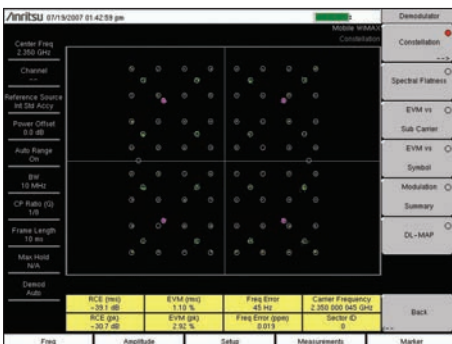 Anritsu 07/19/2007 01:42:59 pm
Mobile WiMAX
Constellation
Center Freq
2.350 GHz
Channel
--
Reference Source
Int Std Accy
Power Offset
0.0 dB
Auto Range
On
BW
10 MHz
CP Ratio (G)
1/8
Frame Length
10 ms
Max Hold
N/A
Demod
Auto
RCE (rms)
-39.1 dB
EVM (rms)
1.10 %
Freq Error
45 Hz
Carrier Frequency
2.350 000 045 GHz
RCE (pk)
-30.7 dB
EVM (pk)
2.92 %
Freq Error (ppm)
0.019
Sector ID
0
Demodulator
Constellation
-->
Spectral Flatness
EVM vs
Sub Carrier
EVM vs
Symbol
Modulation
Summary
DL-MAP
Back
<--
Freq
Amplitude
Setup
Measurements
Marker